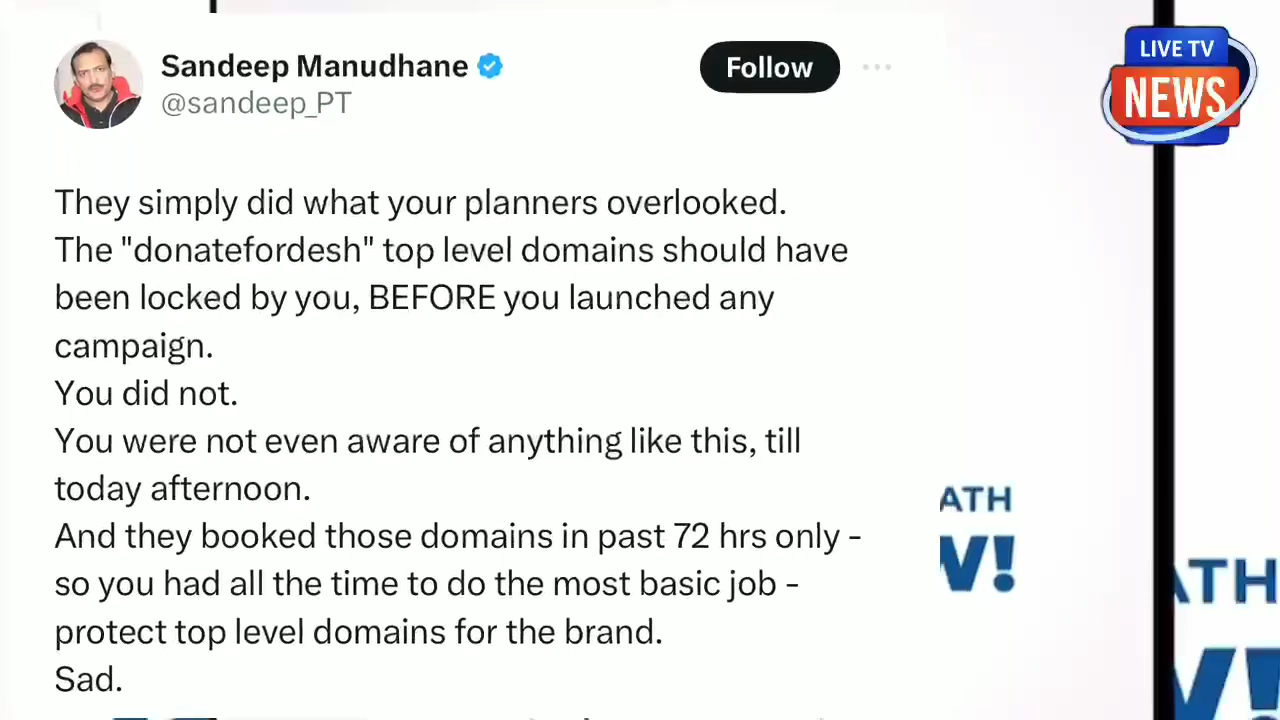 Sandeep Manudhane
@sandeep_PT
Follow
LIVE TV
NEWS
They simply did what your planners overlooked.
The "donatefordesh" top level domains should have
been locked by you, BEFORE you launched any
campaign.
You did not.
You were not even aware of anything like this, till
today afternoon.
And they booked those domains in past 72 hrs only -
so you had all the time to do the most basic job -
protect top level domains for the brand.
Sad.
ATH
W!
ATH